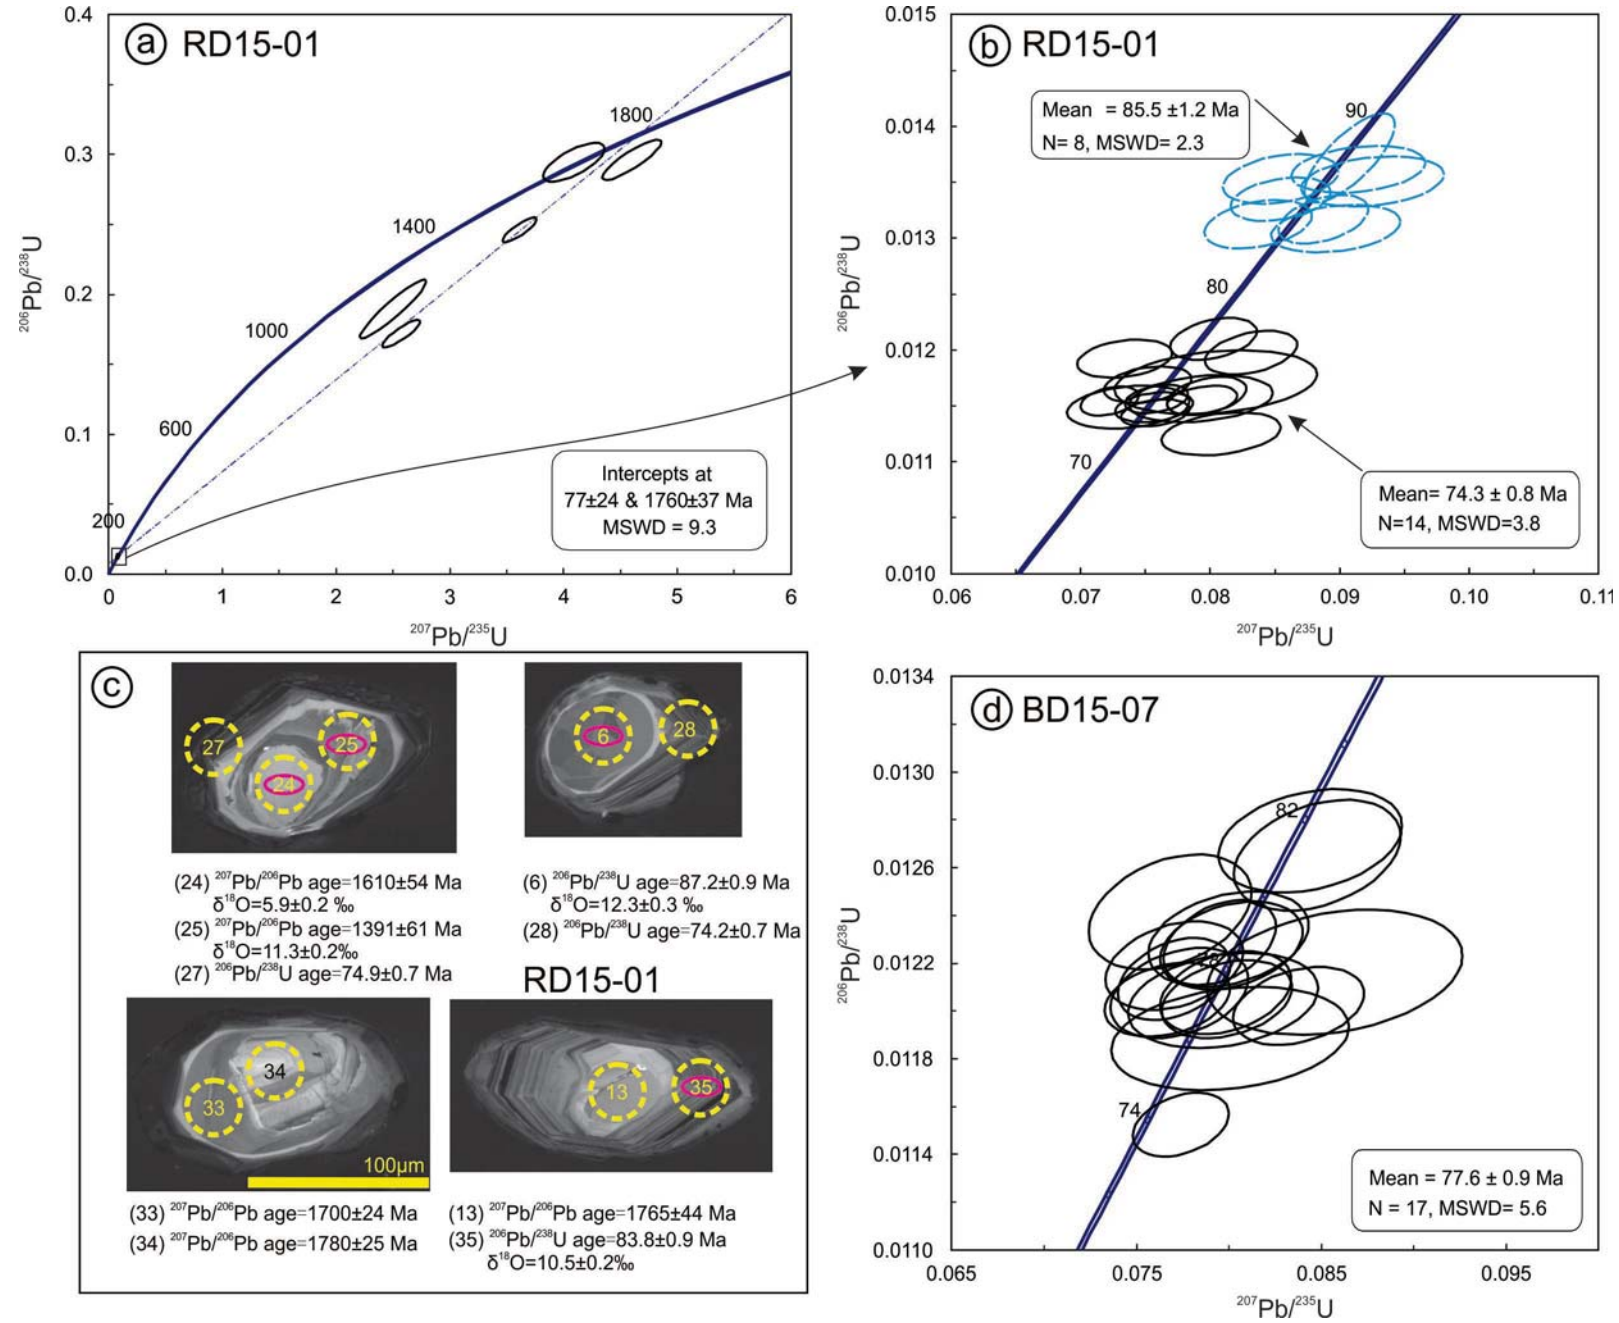 a RD15-01
0.4
0.3
0.2
0.1
0.0
0 1 2 3 4 5 6
²⁰⁶Pb/²³⁸U
²⁰⁷Pb/²³⁵U
1800
1400
1000
600
200
Intercepts at
77±24 & 1760±37 Ma
MSWD = 9.3
b RD15-01
0.015
0.014
0.013
0.012
0.011
0.010
0.06 0.07 0.08 0.09 0.10 0.11
²⁰⁶Pb/²³⁸U
²⁰⁷Pb/²³⁵U
90
80
70
Mean = 85.5 ±1.2 Ma
N= 8, MSWD= 2.3
Mean= 74.3 ± 0.8 Ma
N=14, MSWD=3.8
c
27
25
24
6
28
(24) ²⁰⁷Pb/²⁰⁶Pb age=1610±54 Ma
δ¹⁸O=5.9±0.2 ‰
(25) ²⁰⁷Pb/²⁰⁶Pb age=1391±61 Ma
δ¹⁸O=11.3±0.2‰
(27) ²⁰⁶Pb/²³⁸U age=74.9±0.7 Ma
(6) ²⁰⁶Pb/²³⁸U age=87.2±0.9 Ma
δ¹⁸O=12.3±0.3 ‰
(28) ²⁰⁶Pb/²³⁸U age=74.2±0.7 Ma
RD15-01
34
33
100µm
13
35
(33) ²⁰⁷Pb/²⁰⁶Pb age=1700±24 Ma
(34) ²⁰⁷Pb/²⁰⁶Pb age=1780±25 Ma
(13) ²⁰⁷Pb/²⁰⁶Pb age=1765±44 Ma
(35) ²⁰⁶Pb/²³⁸U age=83.8±0.9 Ma
δ¹⁸O=10.5±0.2‰
d BD15-07
0.0134
0.0130
0.0126
0.0122
0.0118
0.0114
0.0110
0.065 0.075 0.085 0.095
²⁰⁶Pb/²³⁸U
²⁰⁷Pb/²³⁵U
82
78
74
Mean = 77.6 ± 0.9 Ma
N = 17, MSWD= 5.6